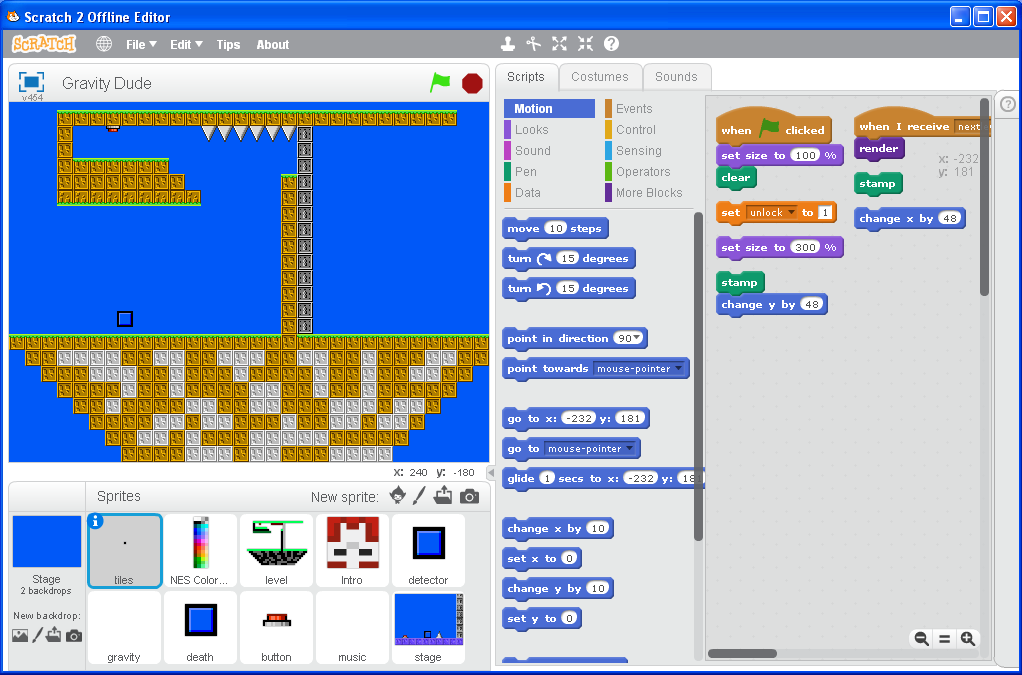 Scratch 2 Offline Editor
SCRATCH File Edit Tips About
v454 Gravity Dude
Scripts Costumes Sounds
Motion Events
Looks Control
Sound Sensing
Pen Operators
Data More Blocks
move 10 steps
turn 15 degrees
turn 15 degrees
point in direction 90
point towards mouse-pointer
go to x: -232 y: 181
go to mouse-pointer
glide 1 secs to x: -232 y: 18
change x by 10
set x to 0
change y by 10
set y to 0
when clicked
set size to 100 %
clear
set unlock to 1
set size to 300 %
stamp
change y by 48
when I receive next
render
stamp
change x by 48
x: -232
y: 181
X: 240 y: -180
Sprites New sprite:
Stage
2 backdrops
New backdrop:
tiles NES Color... level Intro detector
gravity death button music stage